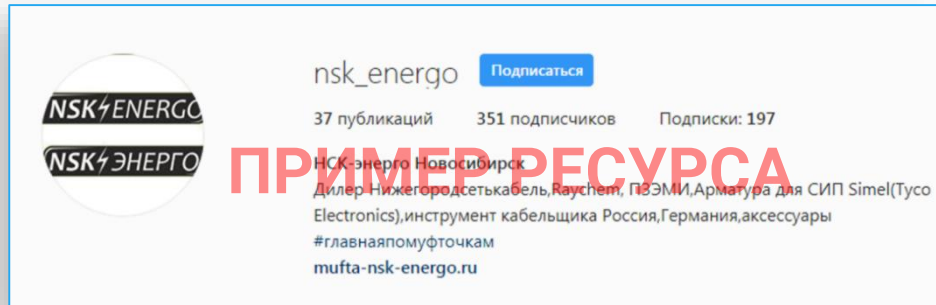 nsk_energo Подписаться
37 публикаций 351 подписчиков Подписки: 197
NSK ENERGO
NSK ЭНЕРГО
ПРИМЕР РЕСУРСА
НСК-энерго Новосибирск
Дилер Нижегородсетькабель,Raychem, ПЗЭМИ,Арматура для СИП Simel(Tyco
Electronics),инструмент кабельщика Россия,Германия,аксессуары
#главнаяпомуфточкам
mufta-nsk-energo.ru